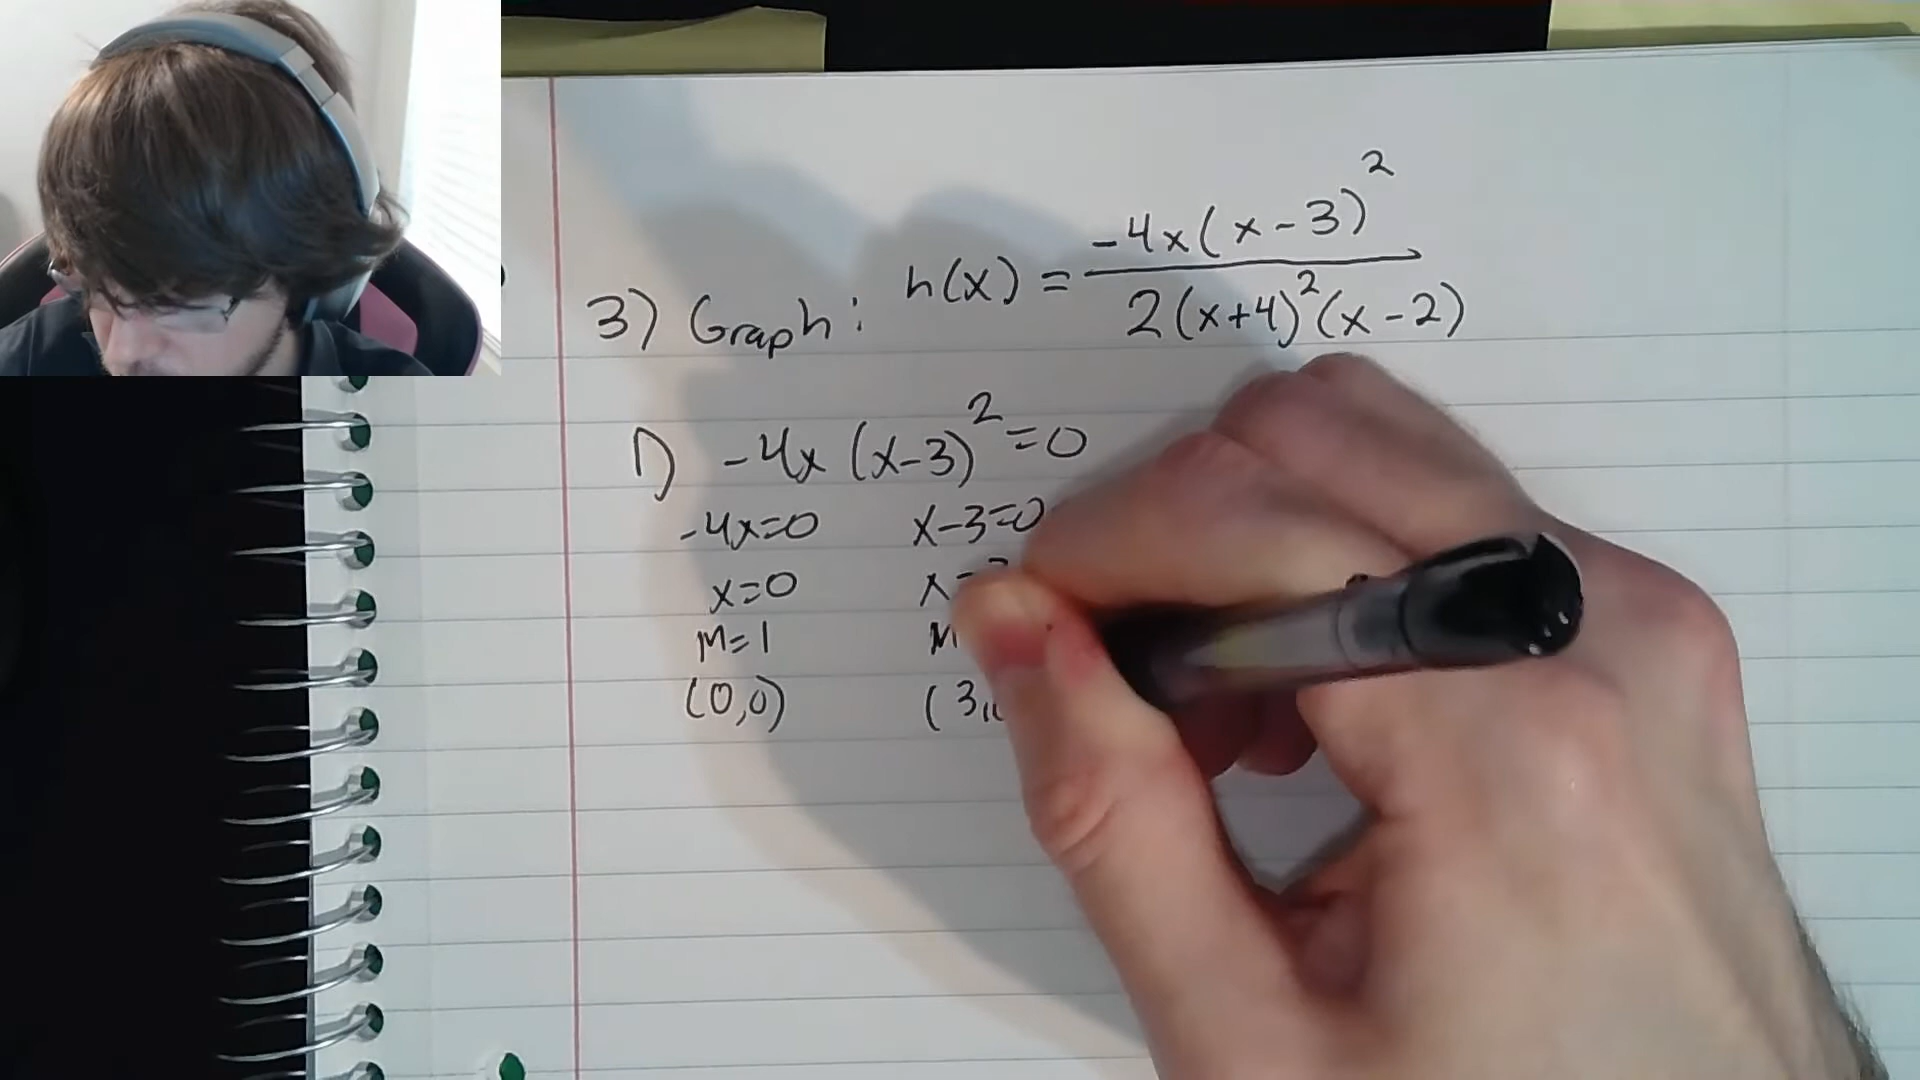 3) Graph: h(x) = -4x(x-3)² / 2(x+4)²(x-2)
1) -4x (x-3)² = 0
-4x=0 x-3=0
x=0 x=
M=1 M
(0,0) (3,